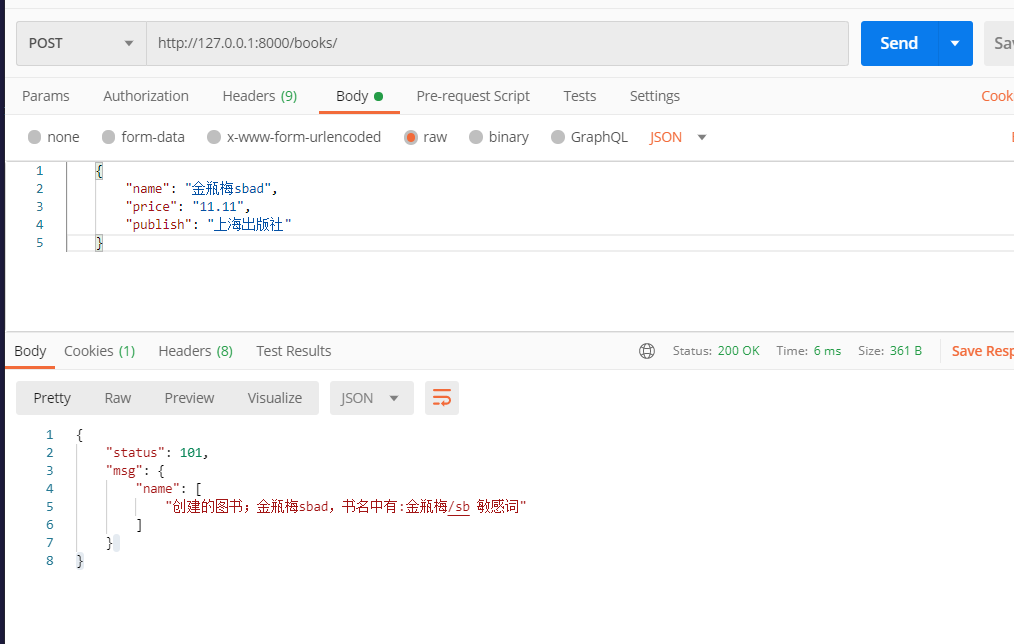 POST http://127.0.0.1:8000/books/ Send Sav
Params Authorization Headers (9) Body Pre-request Script Tests Settings Cook
none form-data x-www-form-urlencoded raw binary GraphQL JSON
1 {
2 "name": "金瓶梅sbad",
3 "price": "11.11",
4 "publish": "上海出版社"
5 }
Body Cookies (1) Headers (8) Test Results Status: 200 OK Time: 6 ms Size: 361 B Save Resp
Pretty Raw Preview Visualize JSON
1 {
2 "status": 101,
3 "msg": {
4 "name": [
5 "创建的图书；金瓶梅sbad，书名中有:金瓶梅/sb 敏感词"
6 ]
7 }
8 }